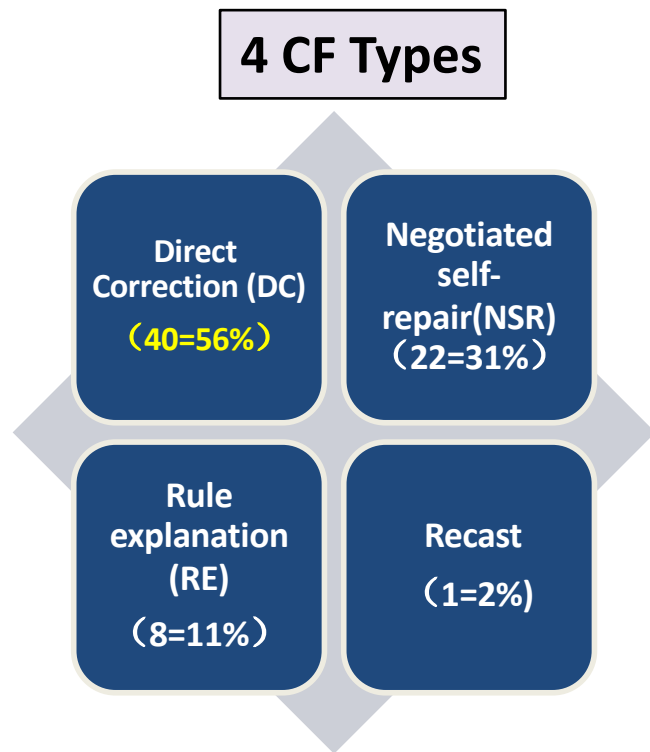 4 CF Types
Direct
Correction (DC)
（40=56%）
Negotiated
self-
repair(NSR)
（22=31%）
Rule
explanation
(RE)
（8=11%）
Recast
（1=2%)